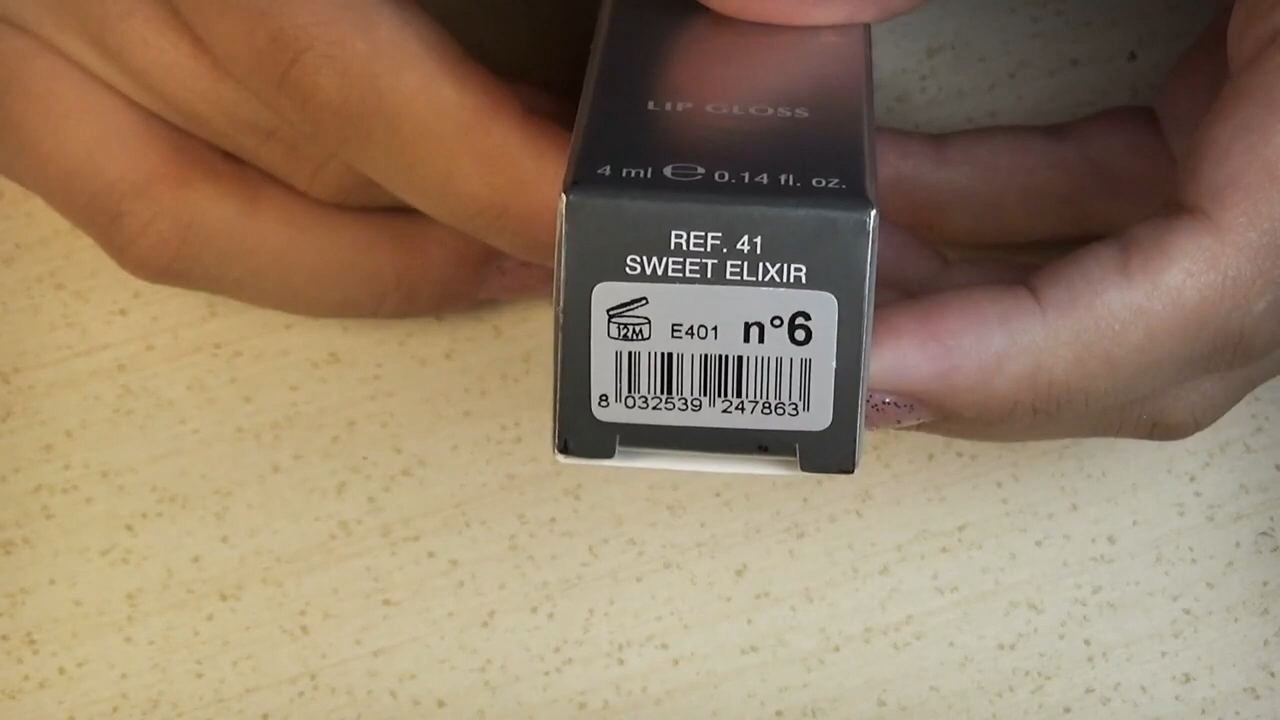 LIP GLOSS
4 ml ℮ 0.14 fl. oz.
REF. 41
SWEET ELIXIR
12M E401 n°6
8 032539 247863